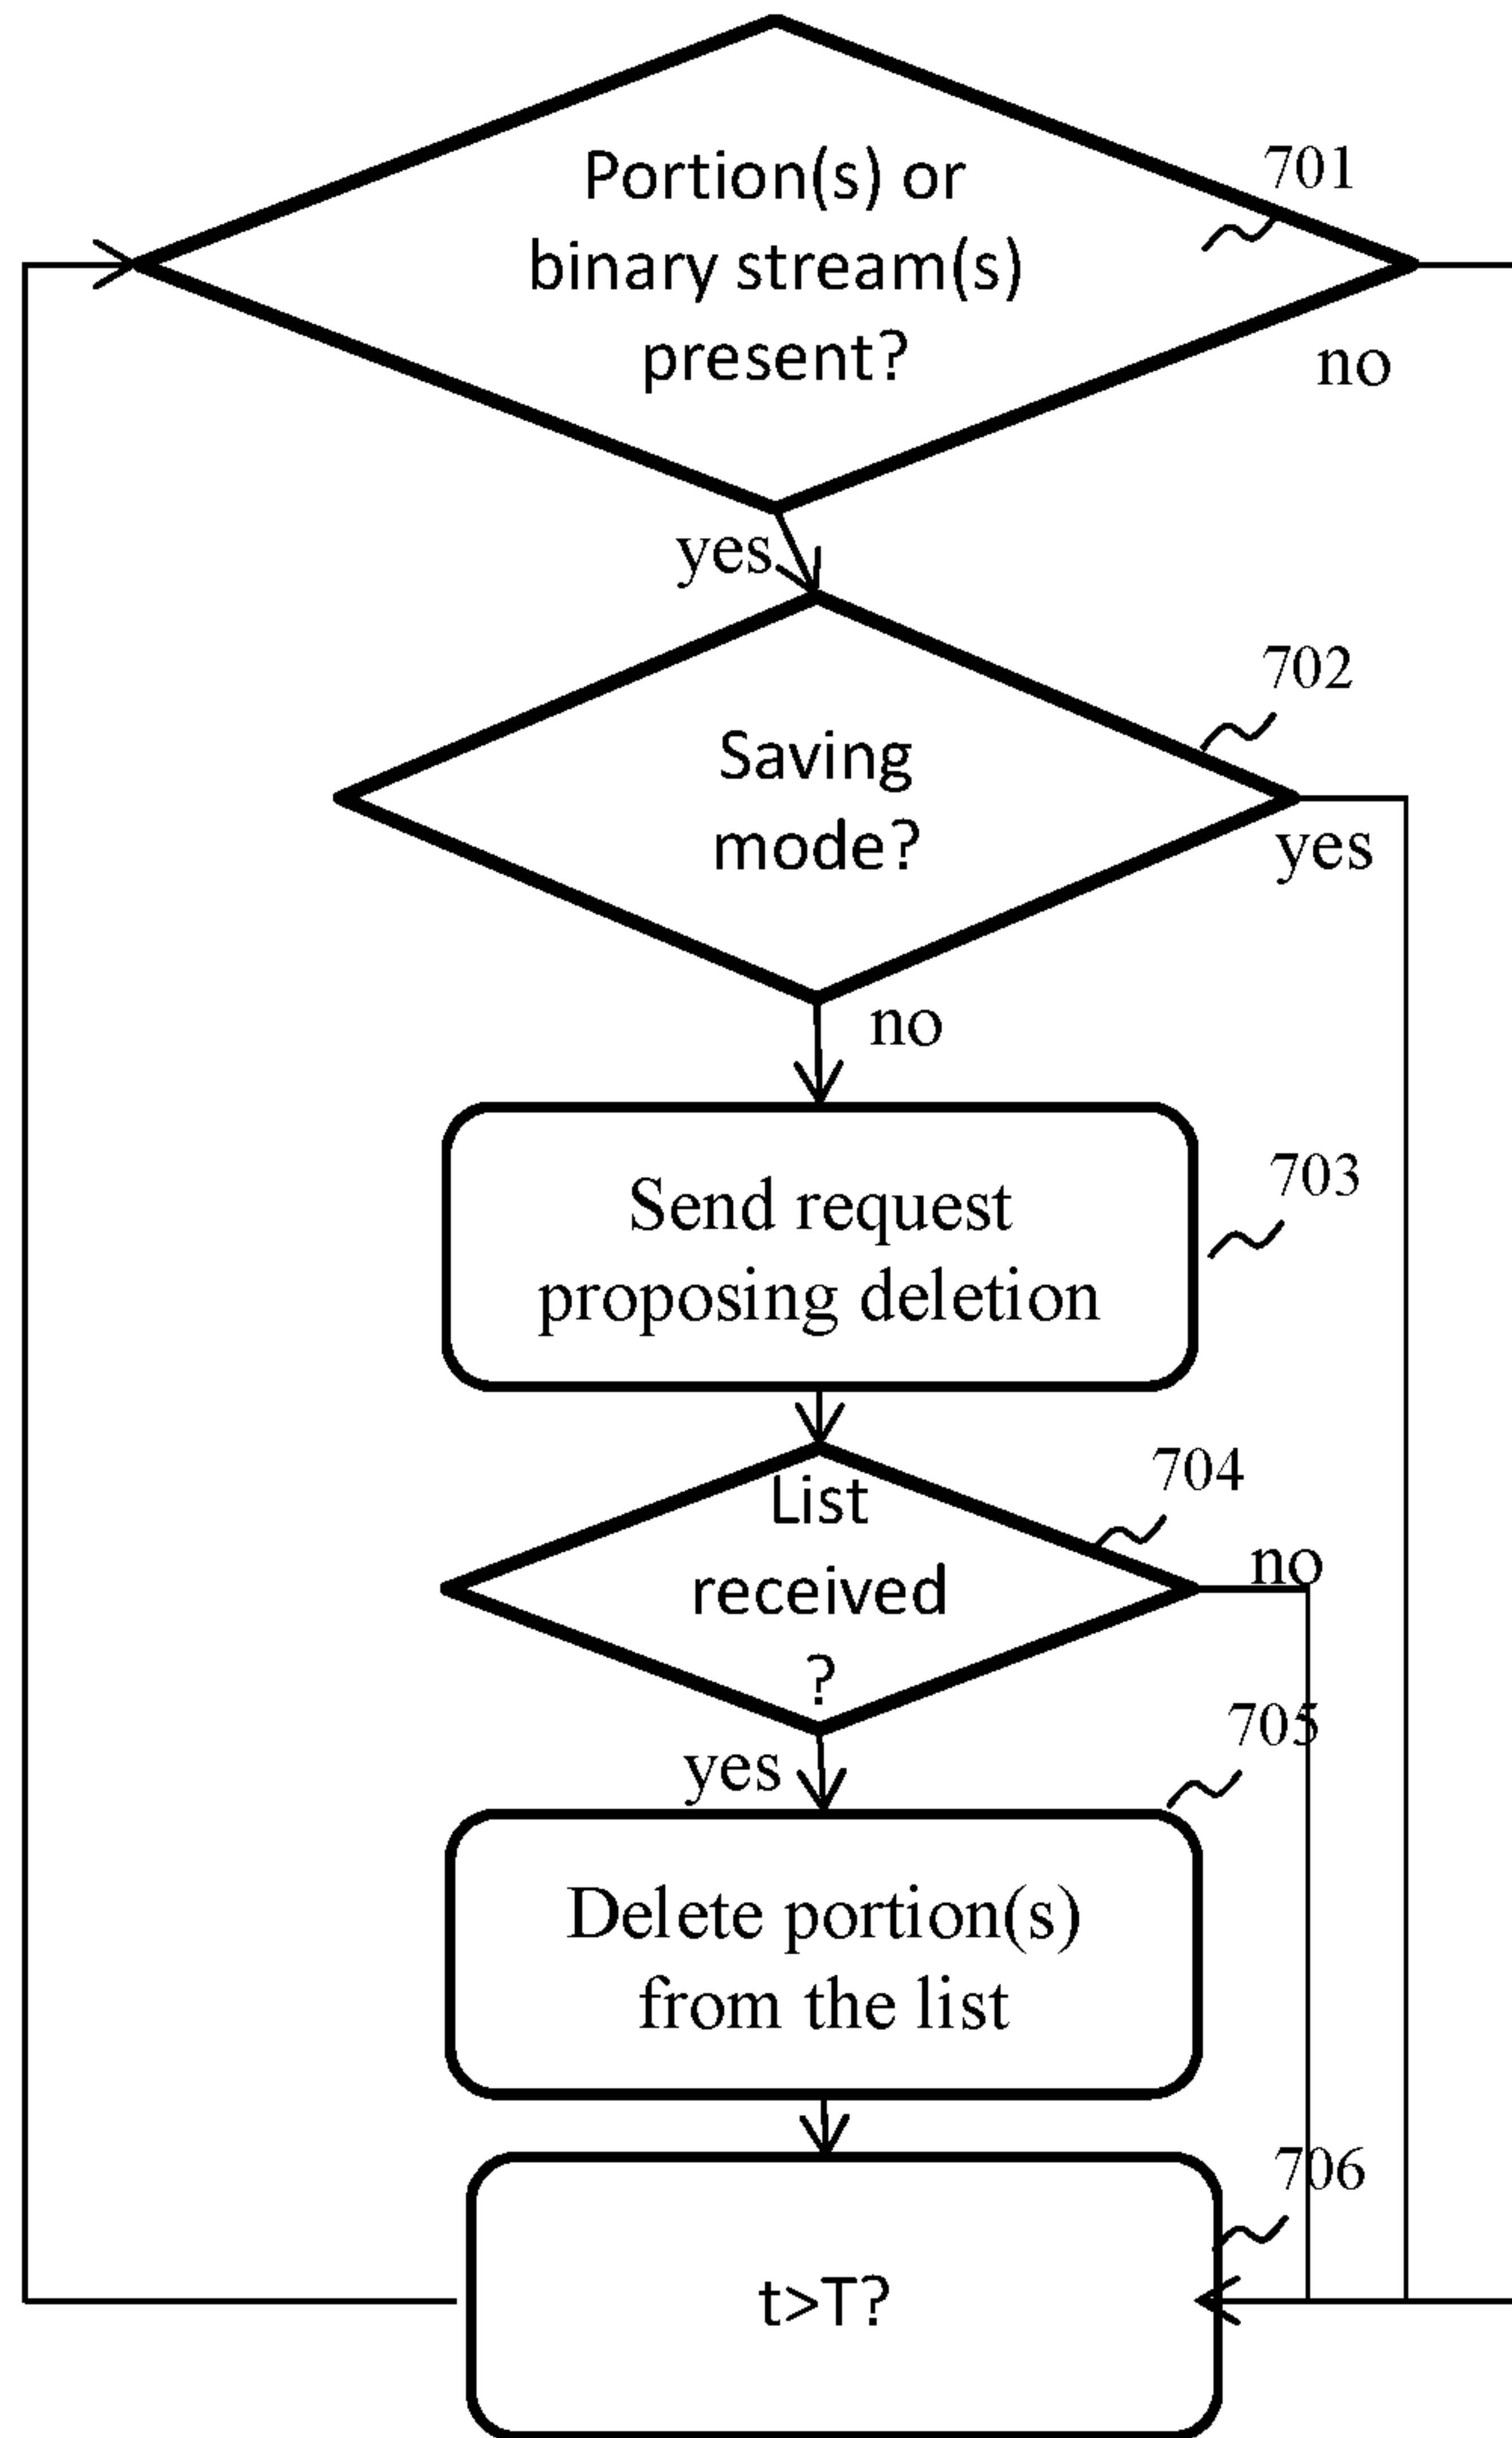 Portion(s) or
binary stream(s)
present?
701
no
yes
702
Saving
mode?
yes
no
703
Send request
proposing deletion
704
List
received
?
no
705
yes
Delete portion(s)
from the list
706
t>T?